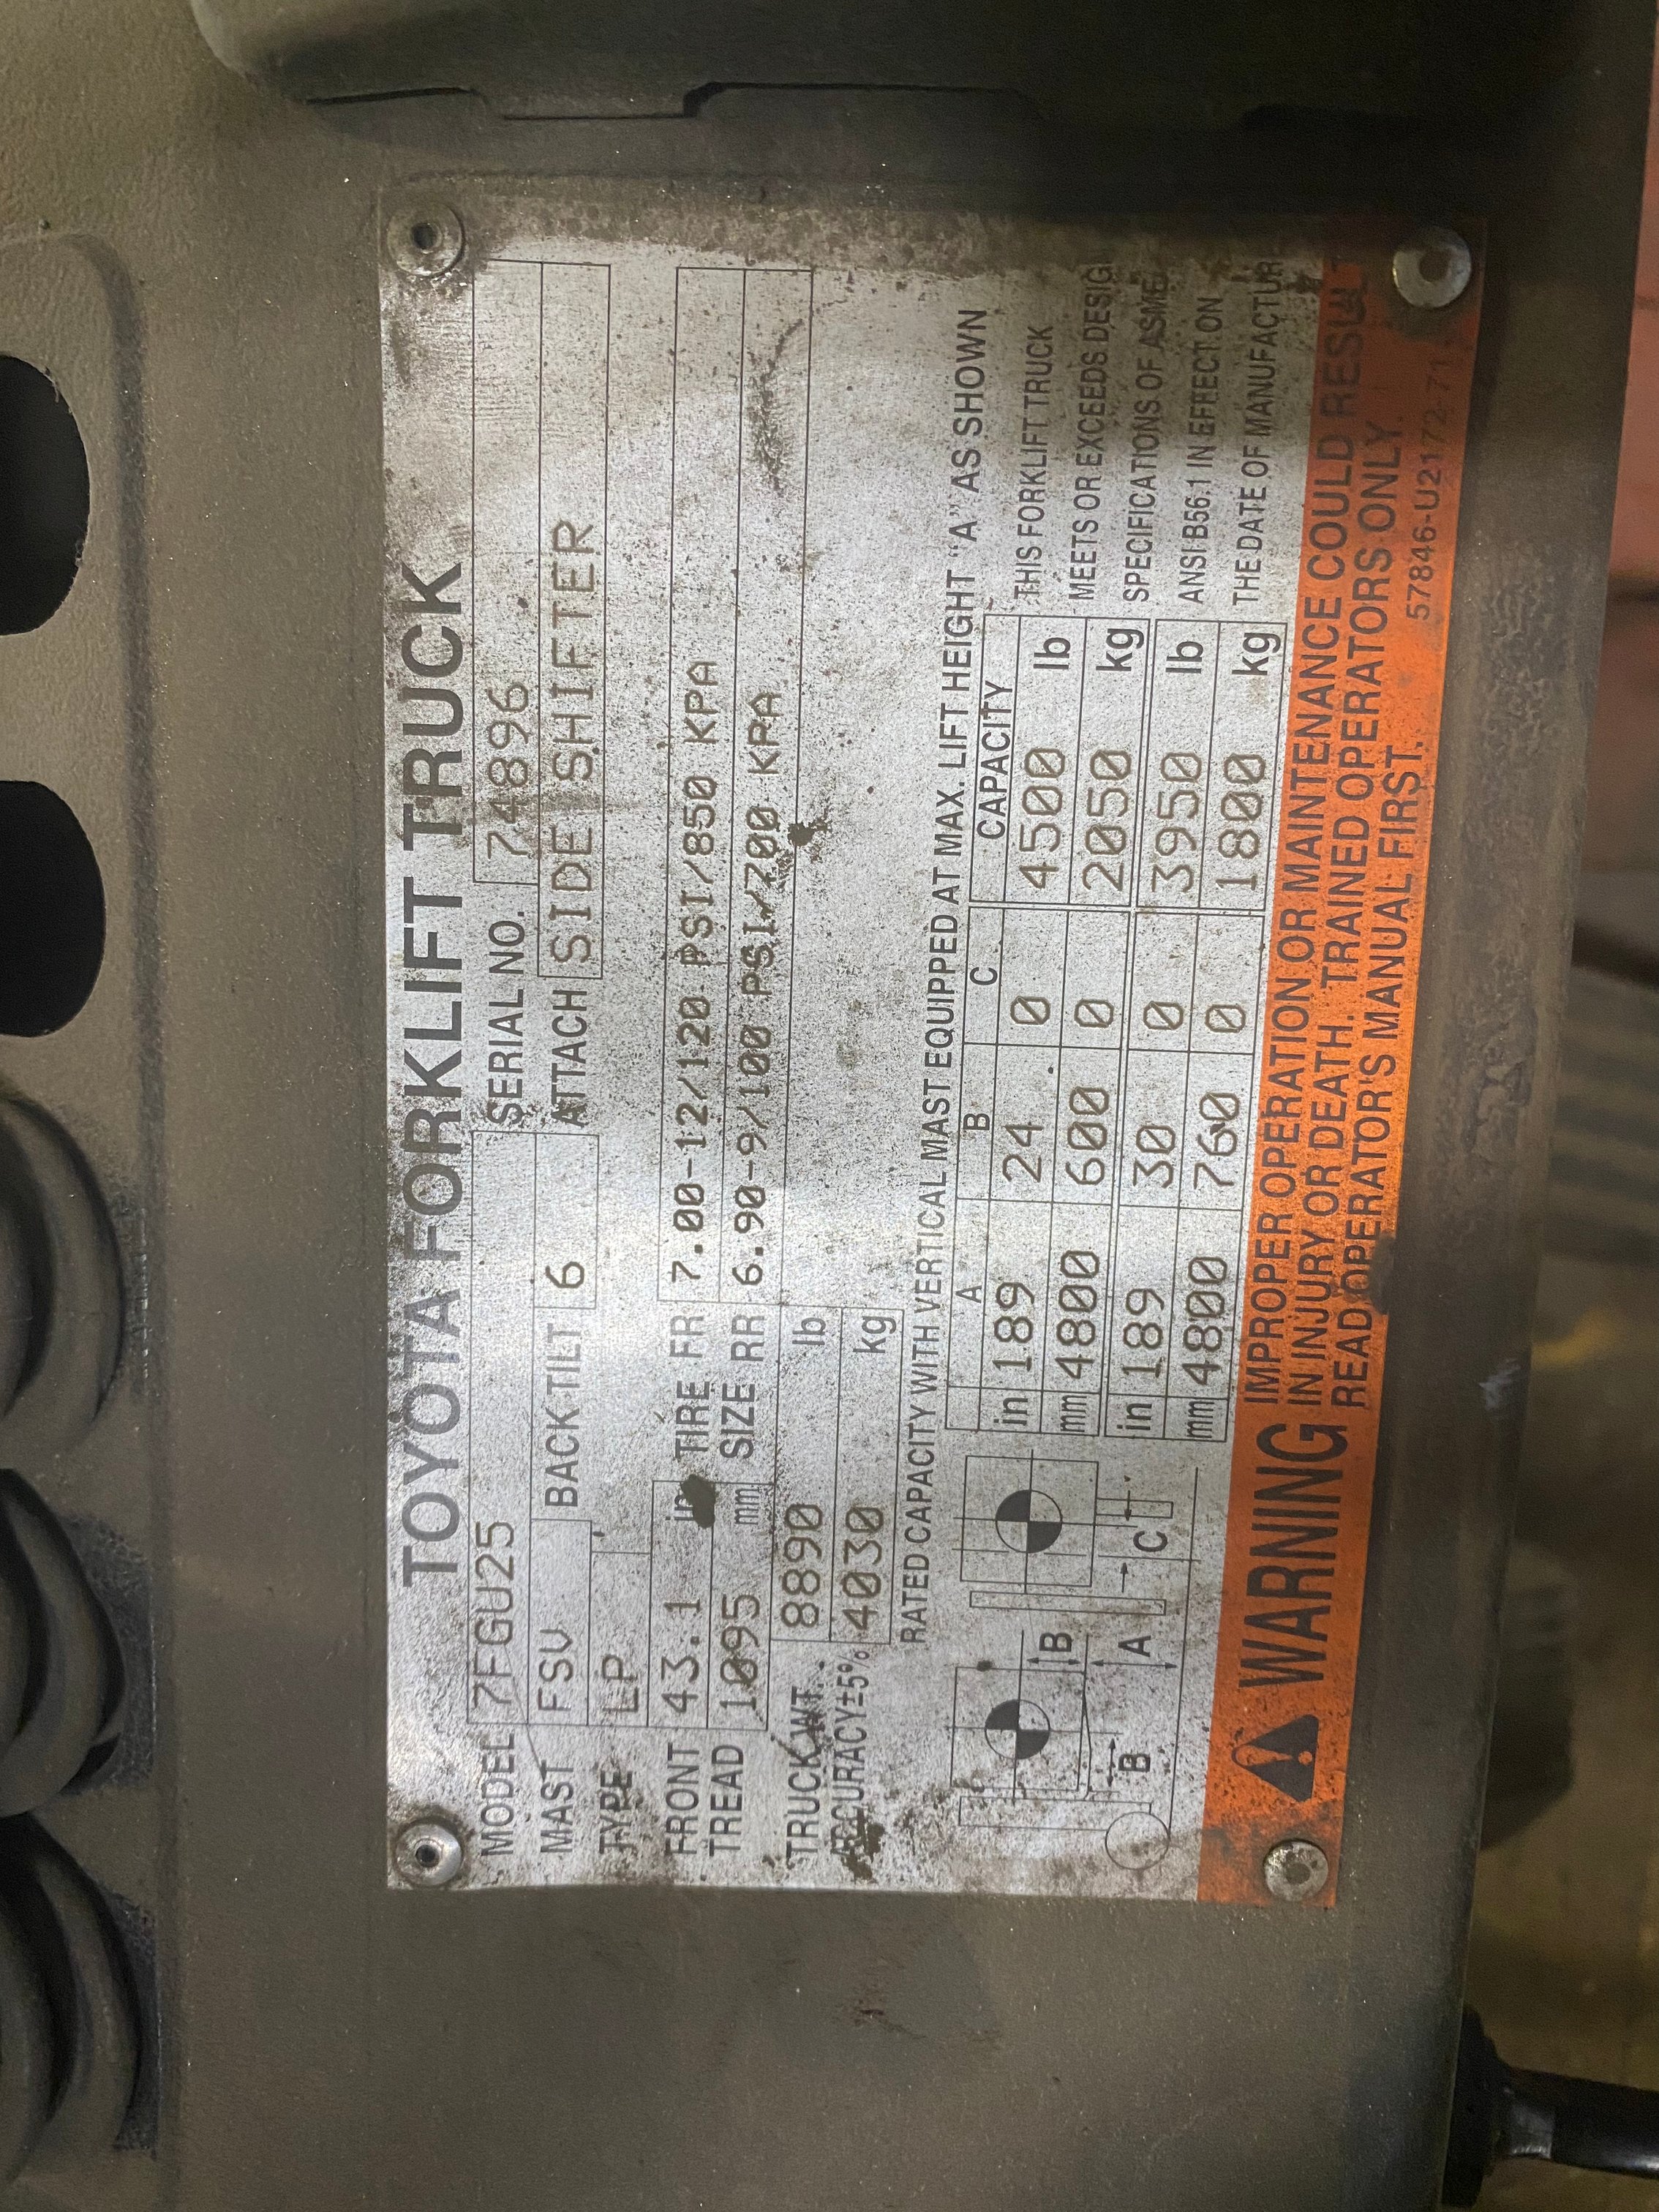 TOYOTA FORKLIFT TRUCK
MODEL 7FGU25 SERIAL NO. 74896
MAST FSV BACK TILT 6 ATTACH SIDE SHIFTER
TYPE LP
FRONT 43.1 in TIRE FR 7.00-12/120 PSI/850 KPA
TREAD 1095 mm SIZE RR 6.90-9/100 PSI/700 KPA
TRUCK WT. 8890 lb
ACCURACY±5% 4030 kg
RATED CAPACITY WITH VERTICAL MAST EQUIPPED AT MAX. LIFT HEIGHT "A" AS SHOWN
A B C CAPACITY
in 189 24 0 4500 lb
mm 4800 600 0 2050 kg
in 189 30 0 3950 lb
mm 4800 760 0 1800 kg
B
A
B
C
THIS FORKLIFT TRUCK
MEETS OR EXCEEDS DESIG
SPECIFICATIONS OF ASME
ANSI B56.1 IN EFFECT ON
THE DATE OF MANUFACTUR
WARNING
IMPROPER OPERATION OR MAINTENANCE COULD RESULT
IN INJURY OR DEATH. TRAINED OPERATORS ONLY.
READ OPERATOR'S MANUAL FIRST.
57846-U2172-71